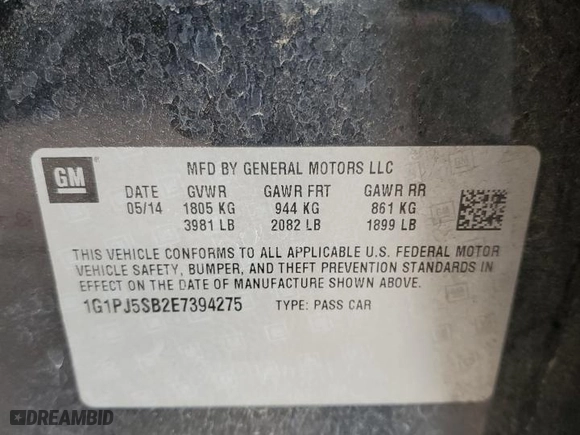 GM
MFD BY GENERAL MOTORS LLC
DATE GVWR GAWR FRT GAWR RR
05/14 1805 KG 944 KG 861 KG
3981 LB 2082 LB 1899 LB
THIS VEHICLE CONFORMS TO ALL APPLICABLE U.S. FEDERAL MOTOR
VEHICLE SAFETY, BUMPER, AND THEFT PREVENTION STANDARDS IN
EFFECT ON THE DATE OF MANUFACTURE SHOWN ABOVE.
1G1PJ5SB2E7394275 TYPE: PASS CAR
DREAMBID